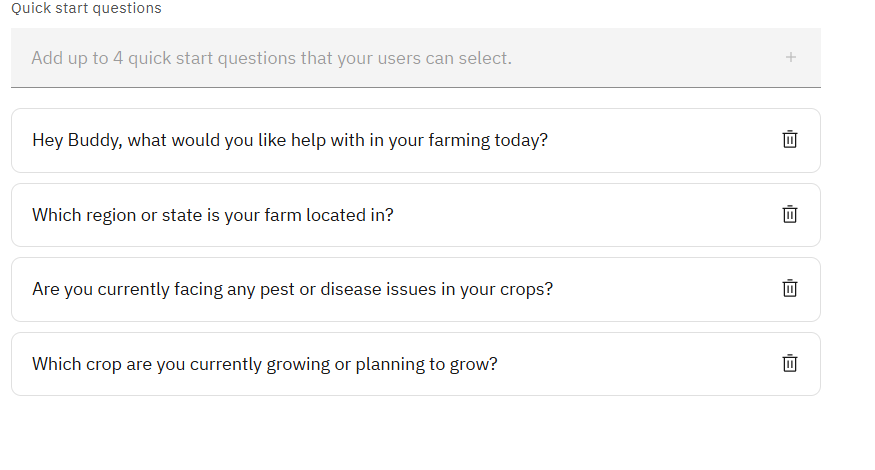 Quick start questions
Add up to 4 quick start questions that your users can select.
Hey Buddy, what would you like help with in your farming today?
Which region or state is your farm located in?
Are you currently facing any pest or disease issues in your crops?
Which crop are you currently growing or planning to grow?